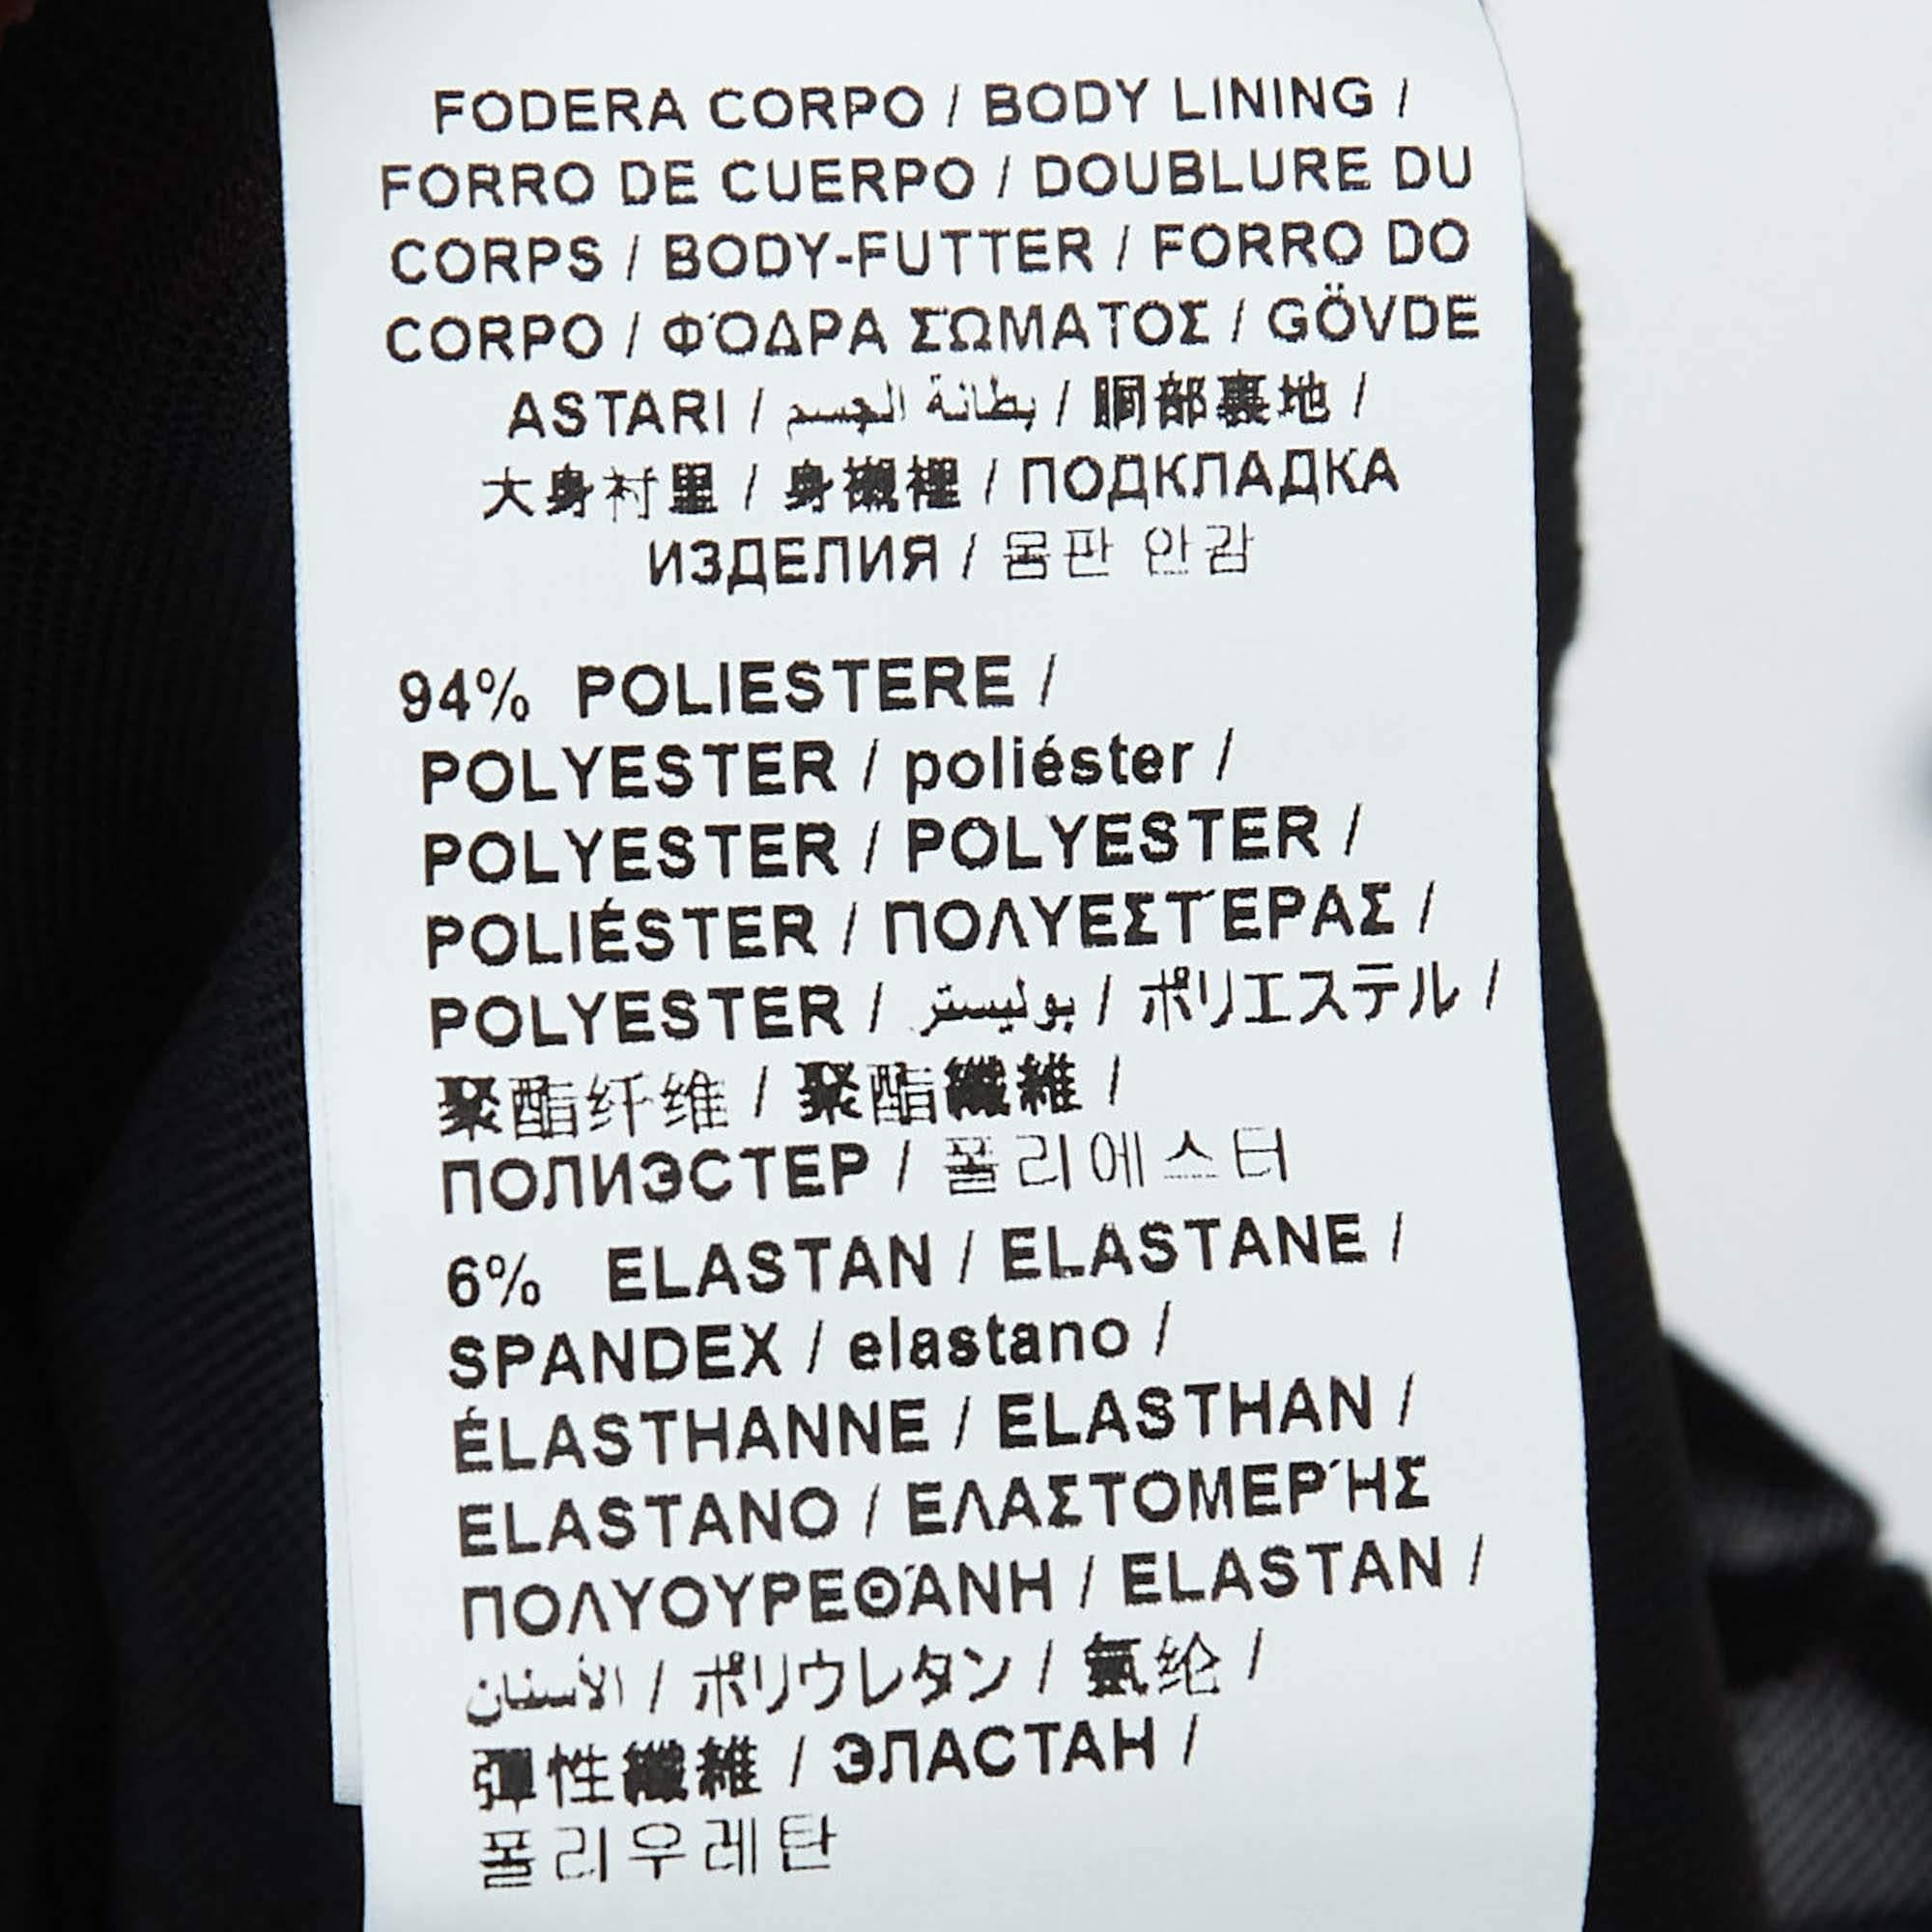 FODERA CORPO / BODY LINING /
FORRO DE CUERPO / DOUBLURE DU
CORPS / BODY-FUTTER / FORRO DO
CORPO / ΦΌΔΡΑ ΣΏΜΑΤΟΣ / GÖVDE
ASTARI / بطانة الجسم / 胴部裏地 /
大身衬里 / 身襯裡 / ПОДКЛАДКА
ИЗДЕЛИЯ / 몸판 안감
94% POLIESTERE /
POLYESTER / poliéster /
POLYESTER / POLYESTER /
POLIÉSTER / ΠΟΛΥΕΣΤΈΡΑΣ /
POLYESTER / بوليستر / ポリエステル /
聚酯纤维 / 聚酯纖維 /
ПОЛИЭСТЕР / 폴리에스터
6% ELASTAN / ELASTANE /
SPANDEX / elastano /
ÉLASTHANNE / ELASTHAN /
ELASTANO / ΕΛΑΣΤΟΜΕΡΉΣ
ΠΟΛΥΟΥΡΕΘΆΝΗ / ELASTAN /
الأستان / ポリウレタン / 氨纶 /
彈性纖維 / ЭЛАСТАН /
폴리우레탄